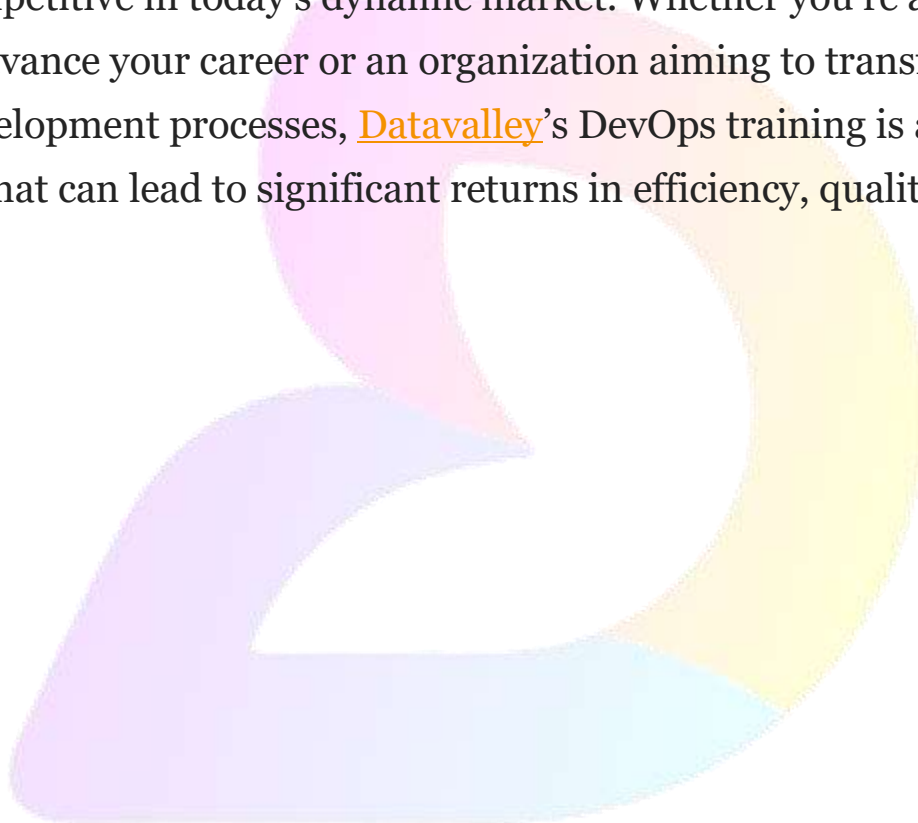 petitive in today's dynamic market. Whether you're a
vance your career or an organization aiming to transf
elopment processes, Datavalley's DevOps training is a
hat can lead to significant returns in efficiency, qualit